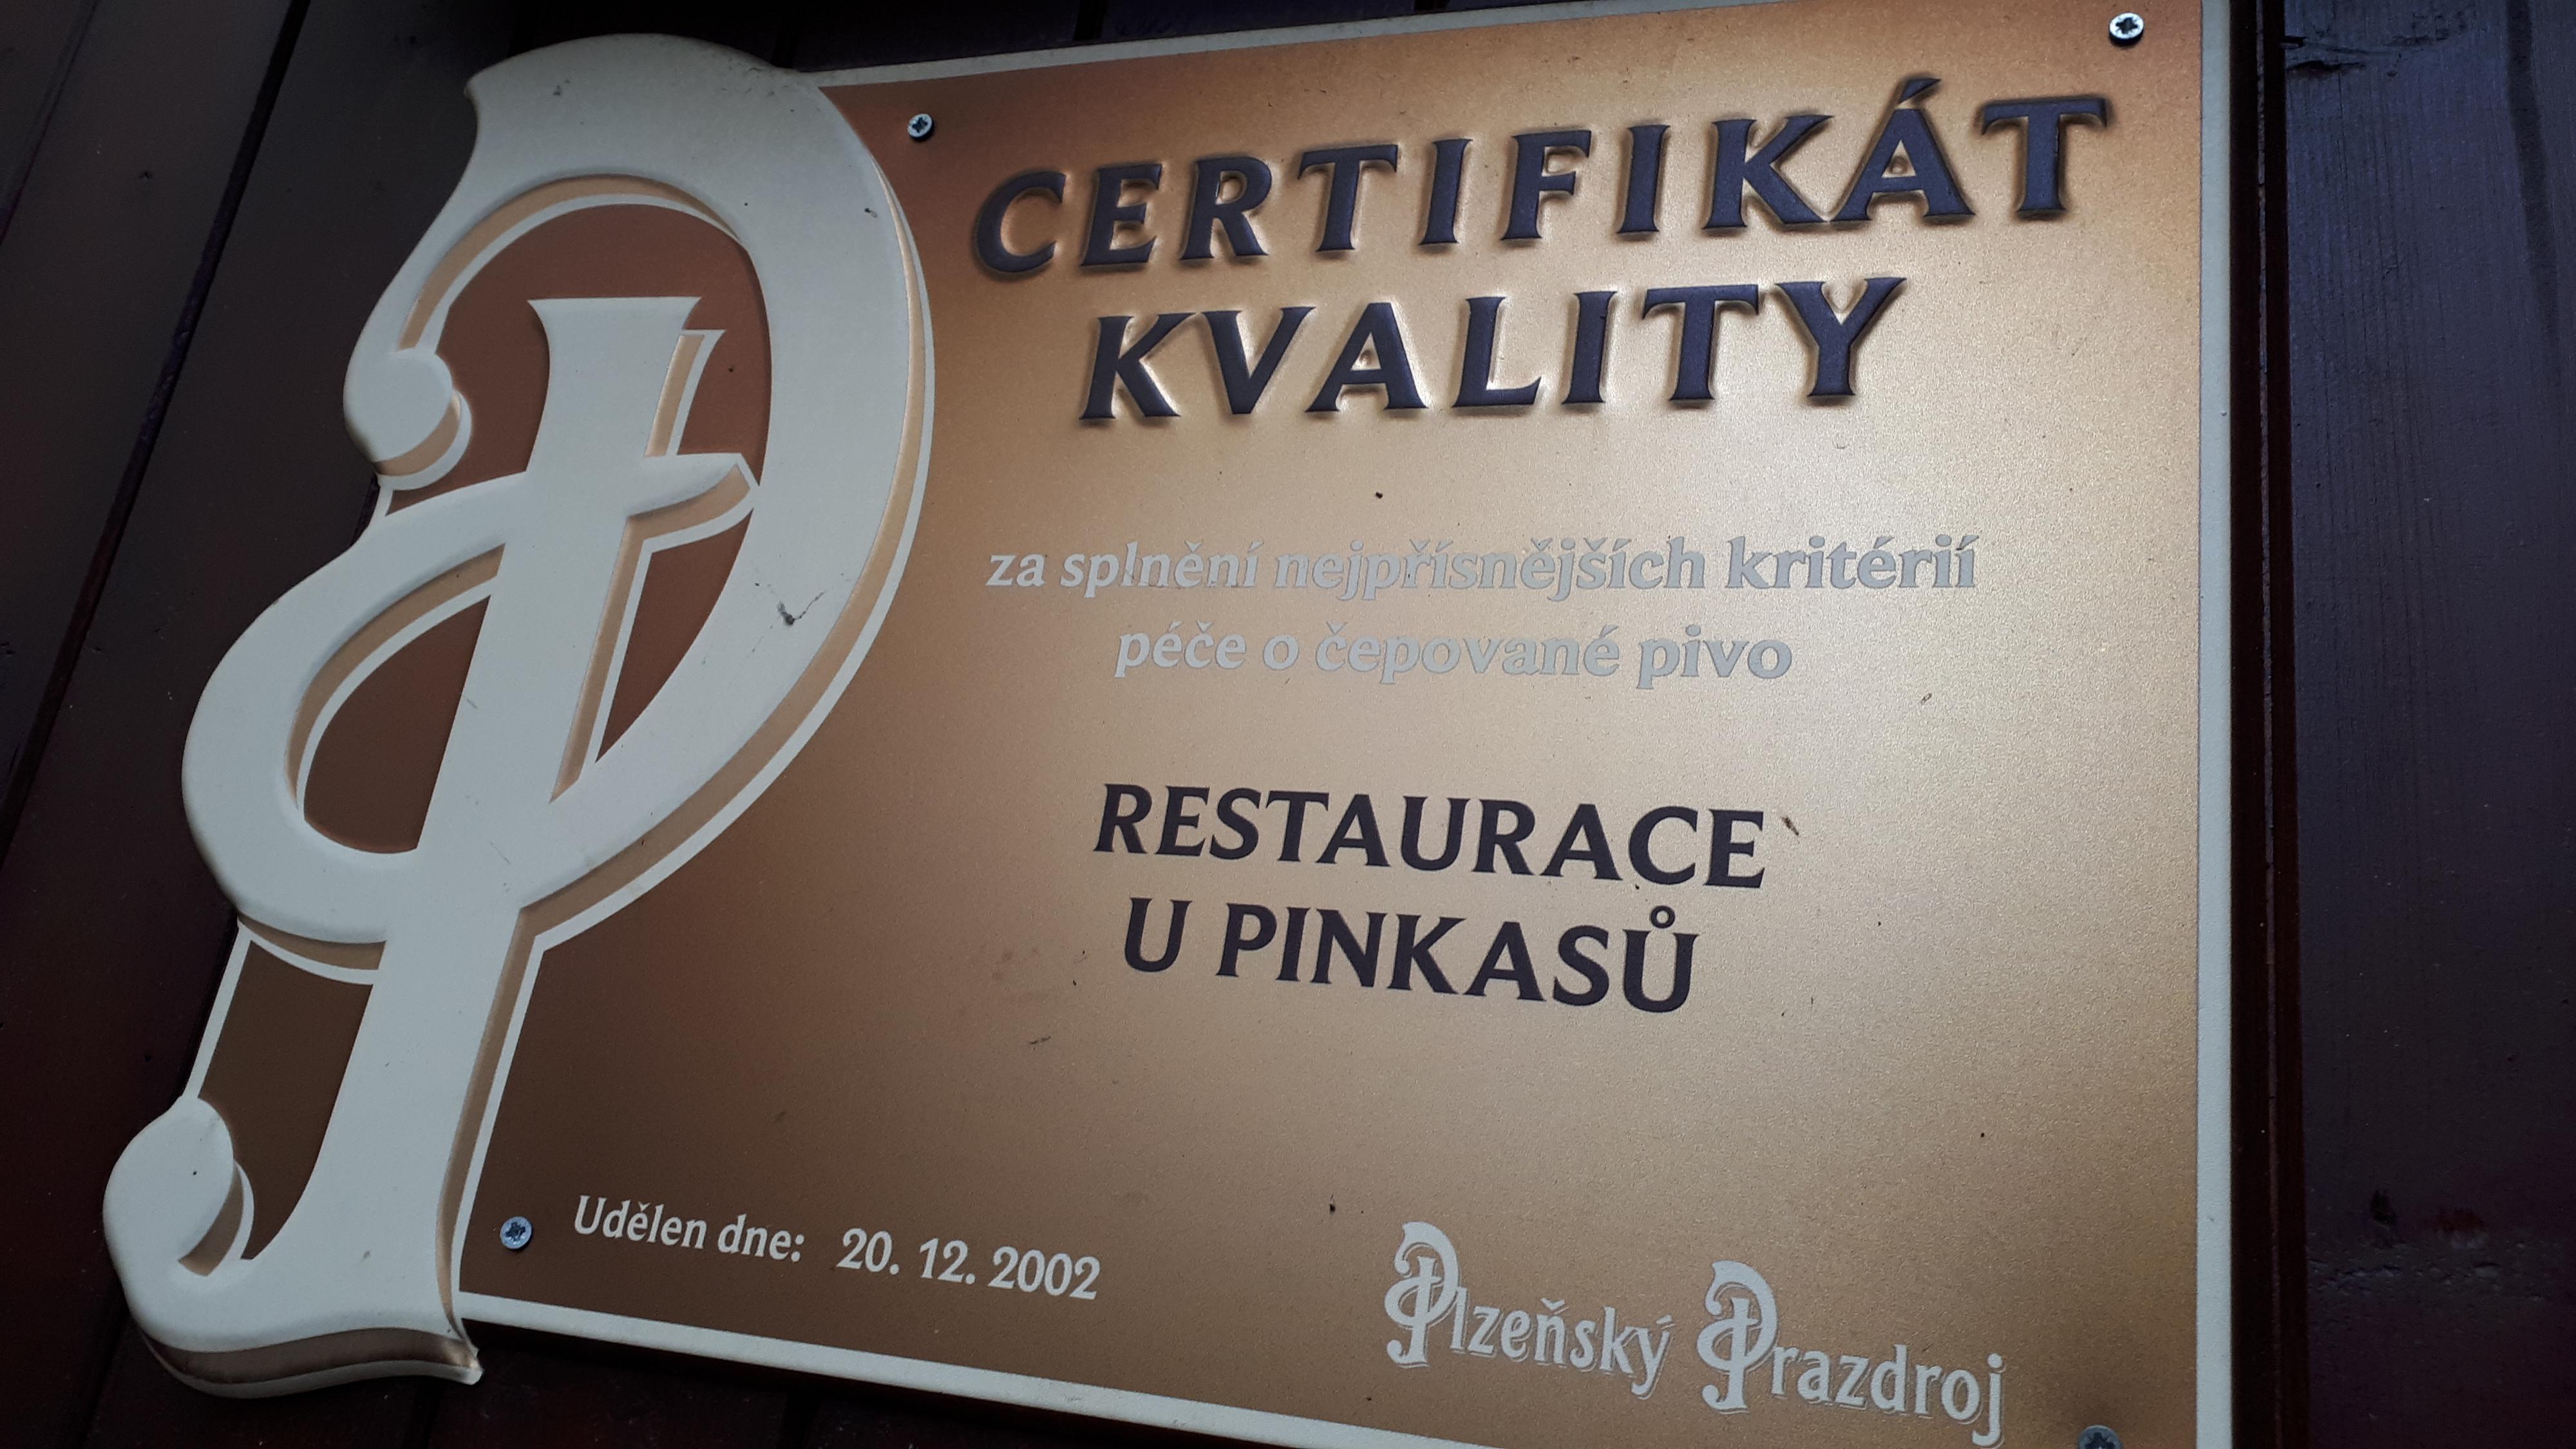 CERTIFIKÁT
KVALITY
za splnění nejpřísnějších kritérií
péče o čepované pivo
RESTAURACE
U PINKASŮ
Udělen dne: 20. 12. 2002
Plzeňský Prazdroj